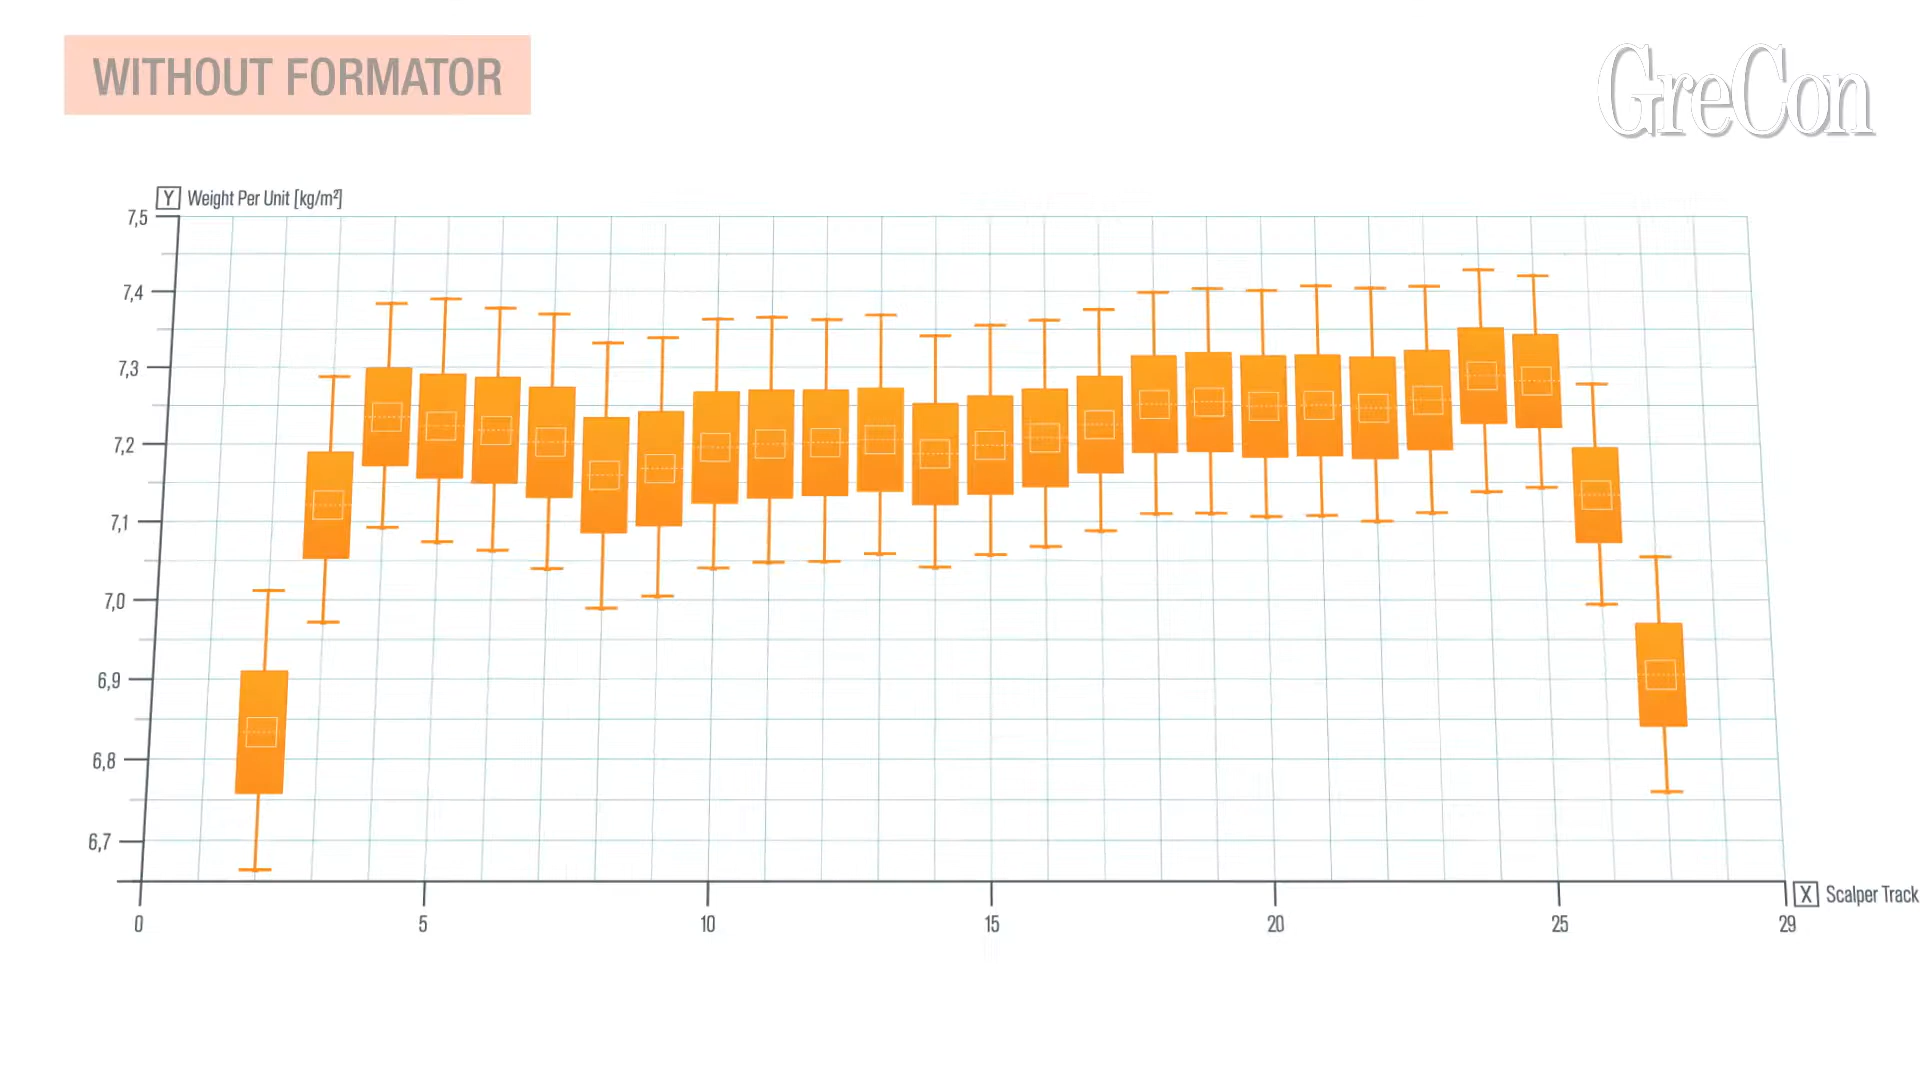 WITHOUT FORMATOR
GreCon
Y Weight Per Unit [kg/m²]
7,5
7,4
7,3
7,2
7,1
7,0
6,9
6,8
6,7
0 5 10 15 20 25 29
X Scalper Track